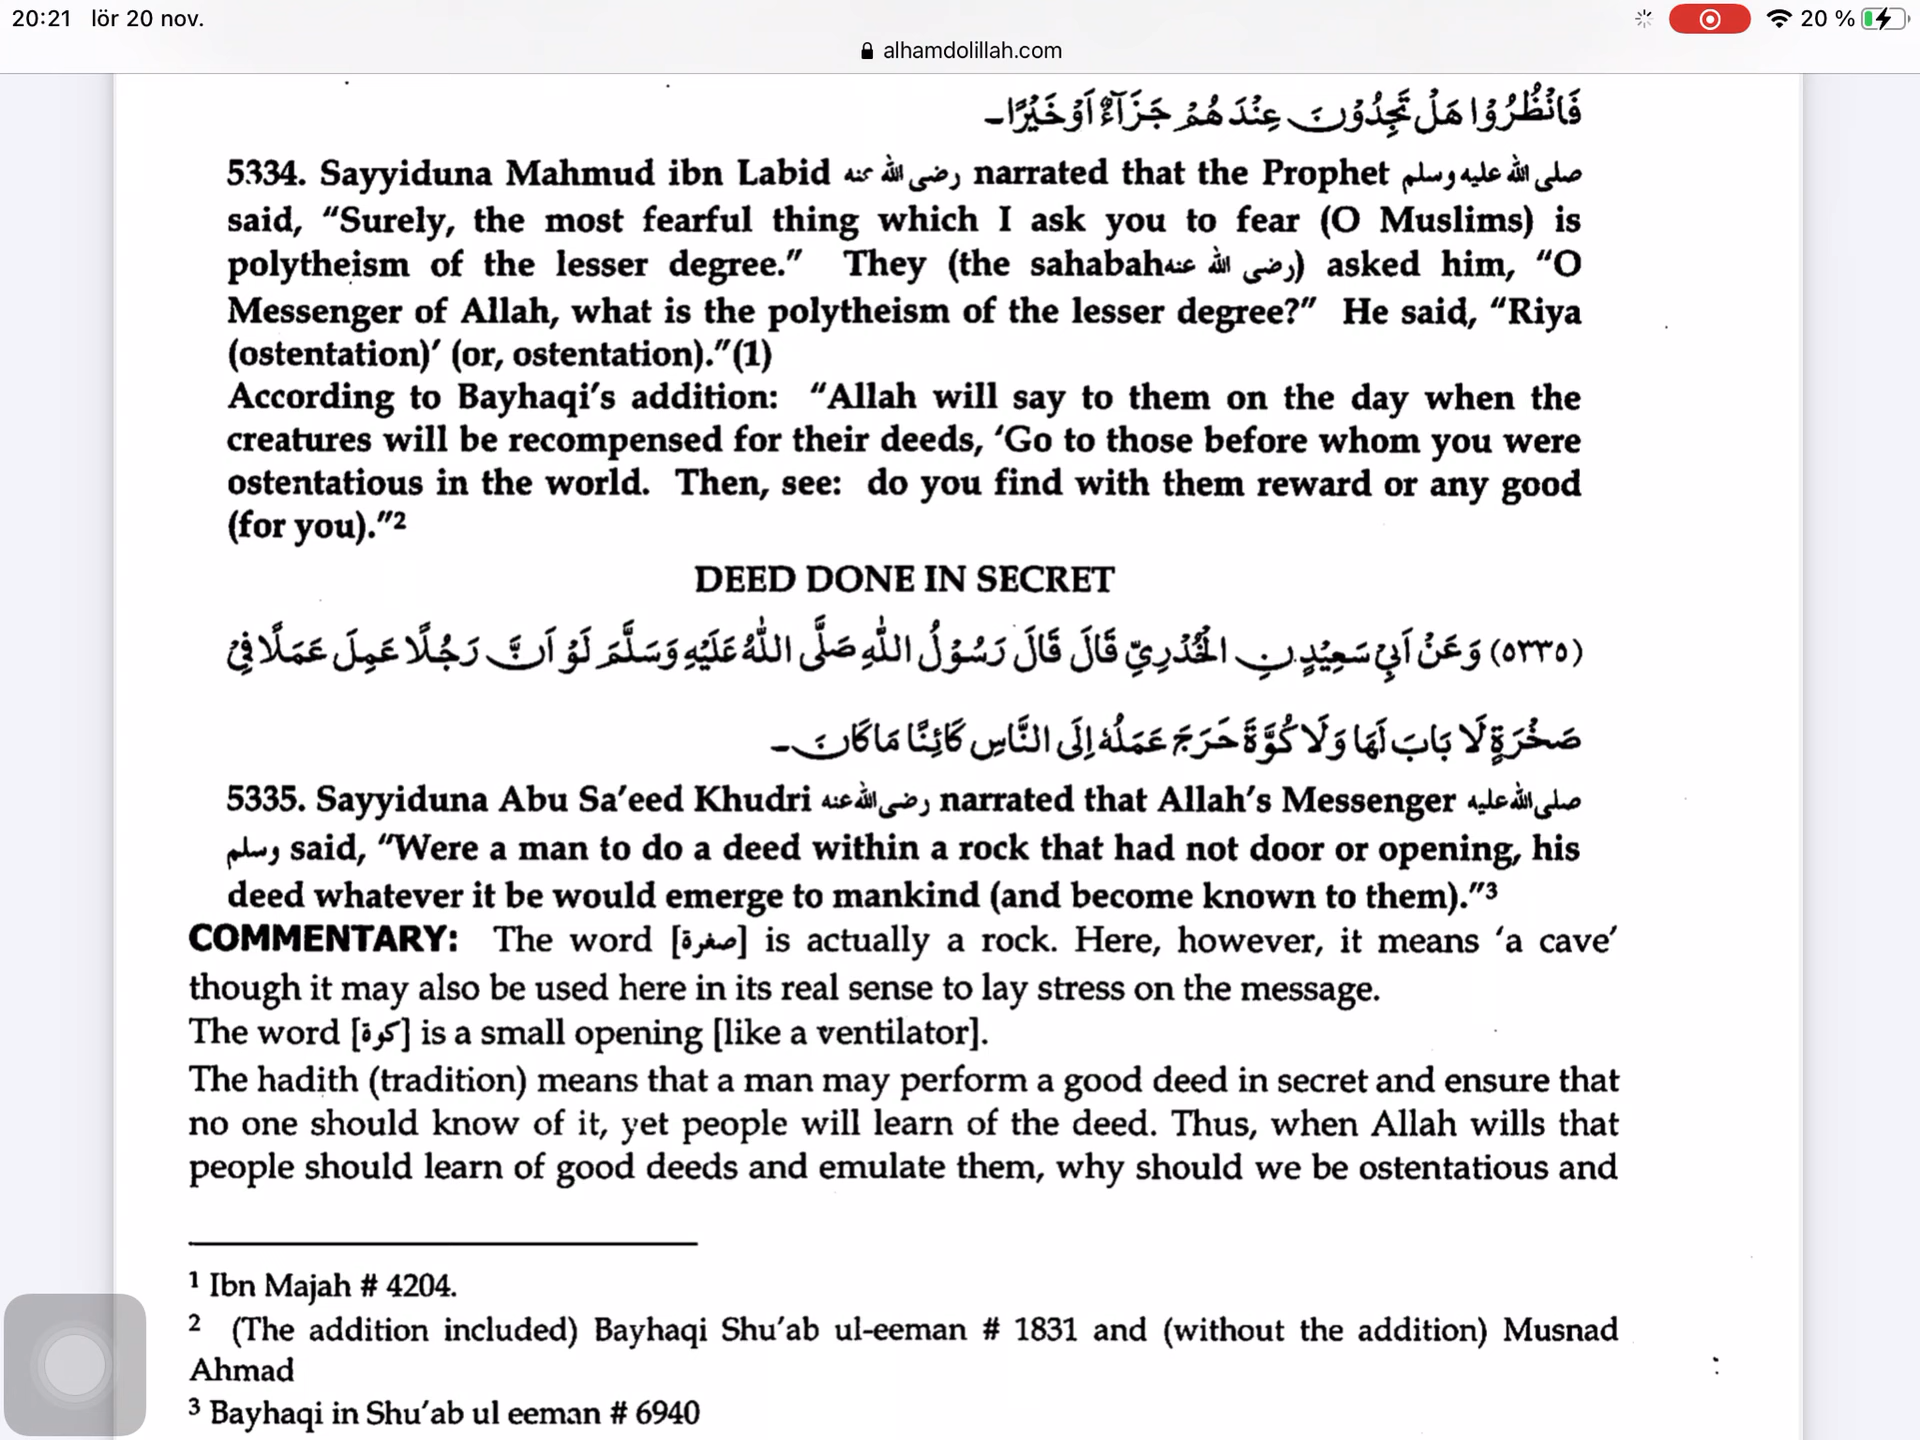 20:21 lör 20 nov.
20 %
alhamdolillah.com
فَانْظُرُوْا هَلْ تَجِدُوْنَ عِنْدَهُمْ جَزَآءً اَوْ خَيْرًا۔
5334. Sayyiduna Mahmud ibn Labid رضی اللہ عنہ narrated that the Prophet صلی اللہ علیہ وسلم
said, “Surely, the most fearful thing which I ask you to fear (O Muslims) is
polytheism of the lesser degree.” They (the sahabah رضی اللہ عنہ) asked him, “O
Messenger of Allah, what is the polytheism of the lesser degree?” He said, “Riya
(ostentation)’ (or, ostentation).”(1)
According to Bayhaqi’s addition: “Allah will say to them on the day when the
creatures will be recompensed for their deeds, ‘Go to those before whom you were
ostentatious in the world. Then, see: do you find with them reward or any good
(for you).”2
DEED DONE IN SECRET
(٥٣٣٥) وَعَنْ اَبِيْ سَعِيْدِنِ الْخُدْرِيِّ قَالَ قَالَ رَسُوْلُ اللّٰهِ صَلَّى اللّٰهُ عَلَيْهِ وَسَلَّمَ لَوْ اَنَّ رَجُلًا عَمِلَ عَمَلًا فِيْ
صَخْرَةٍ لَا بَابَ لَهَا وَلَا كُوَّةَ خَرَجَ عَمَلُهٗ اِلَى النَّاسِ كَائِنًا مَا كَانَ۔
5335. Sayyiduna Abu Sa’eed Khudri رضی اللہ عنہ narrated that Allah’s Messenger صلی اللہ علیہ
وسلم said, “Were a man to do a deed within a rock that had not door or opening, his
deed whatever it be would emerge to mankind (and become known to them).”3
COMMENTARY: The word [صغرة] is actually a rock. Here, however, it means ‘a cave’
though it may also be used here in its real sense to lay stress on the message.
The word [كوة] is a small opening [like a ventilator].
The hadith (tradition) means that a man may perform a good deed in secret and ensure that
no one should know of it, yet people will learn of the deed. Thus, when Allah wills that
people should learn of good deeds and emulate them, why should we be ostentatious and
1 Ibn Majah # 4204.
2 (The addition included) Bayhaqi Shu’ab ul-eeman # 1831 and (without the addition) Musnad
Ahmad
3 Bayhaqi in Shu’ab ul eeman # 6940